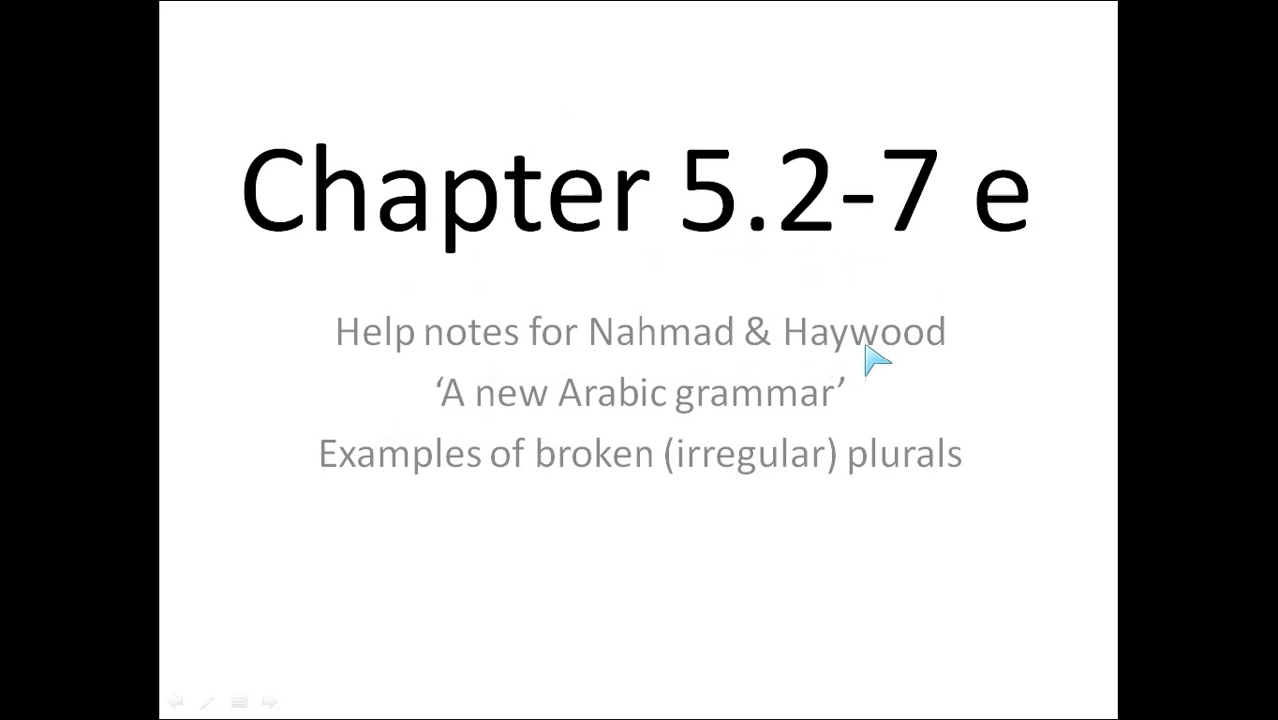 Chapter 5.2-7 e
Help notes for Nahmad & Haywood
‘A new Arabic grammar’
Examples of broken (irregular) plurals